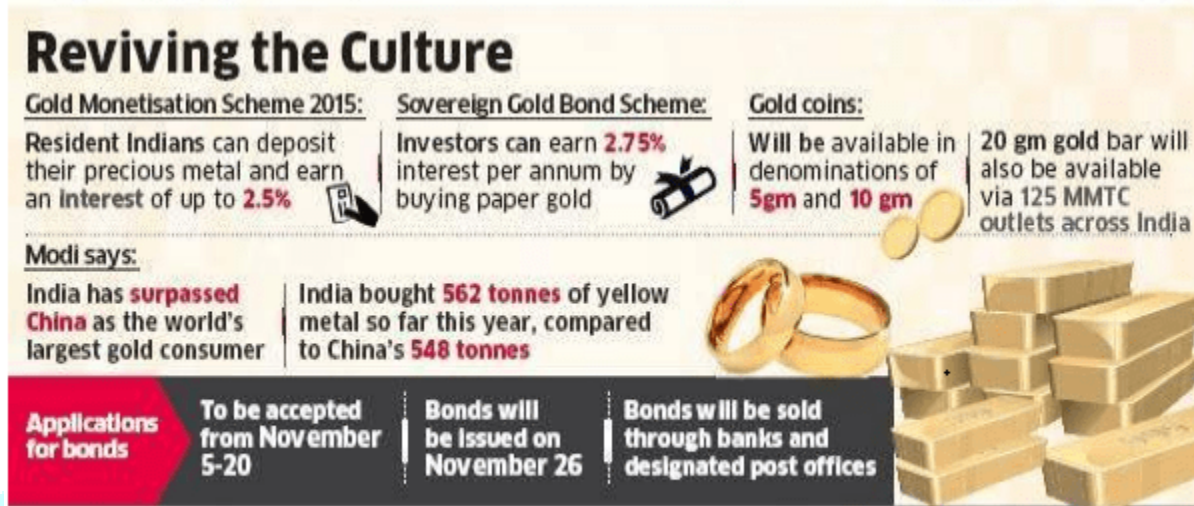 Reviving the Culture
Gold Monetisation Scheme 2015:
Resident Indians can deposit
their precious metal and earn
an interest of up to 2.5%
Sovereign Gold Bond Scheme:
Investors can earn 2.75%
interest per annum by
buying paper gold
Gold coins:
Will be available in
denominations of
5gm and 10 gm
20 gm gold bar will
also be available
via 125 MMTC
outlets across India
Modi says:
India has surpassed
China as the world's
largest gold consumer
India bought 562 tonnes of yellow
metal so far this year, compared
to China's 548 tonnes
Applications
for bonds
To be accepted
from November
5-20
Bonds will
be issued on
November 26
Bonds will be sold
through banks and
designated post offices